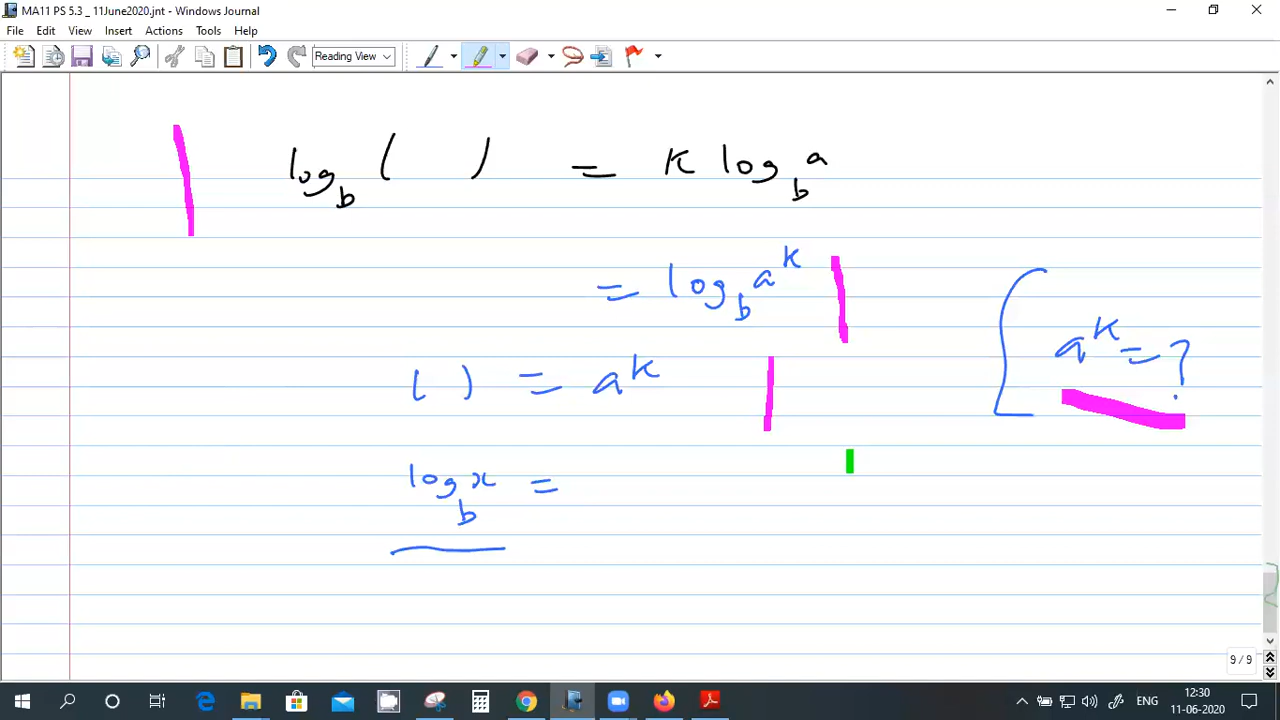 MA11 PS 5.3 _ 11June2020.jnt - Windows Journal
File Edit View Insert Actions Tools Help
Reading View
log_b ( ) = K log_b a
= log_b a^k
a^k = ?
( ) = a^k
log_b x =
9 / 9
ENG
12:30
11-06-2020